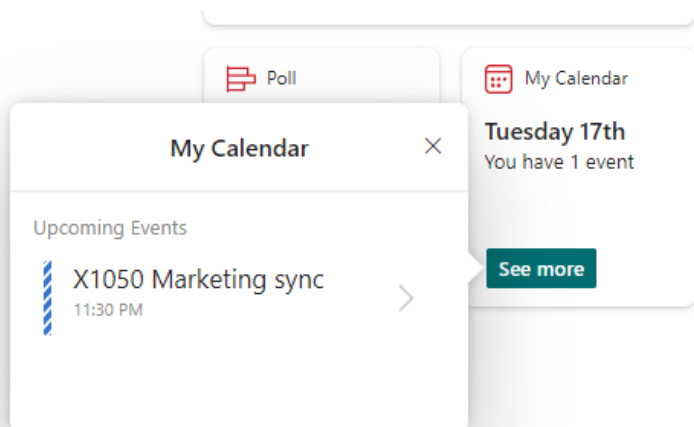 Poll
My Calendar
Tuesday 17th
You have 1 event
See more
My Calendar
Upcoming Events
X1050 Marketing sync
11:30 PM